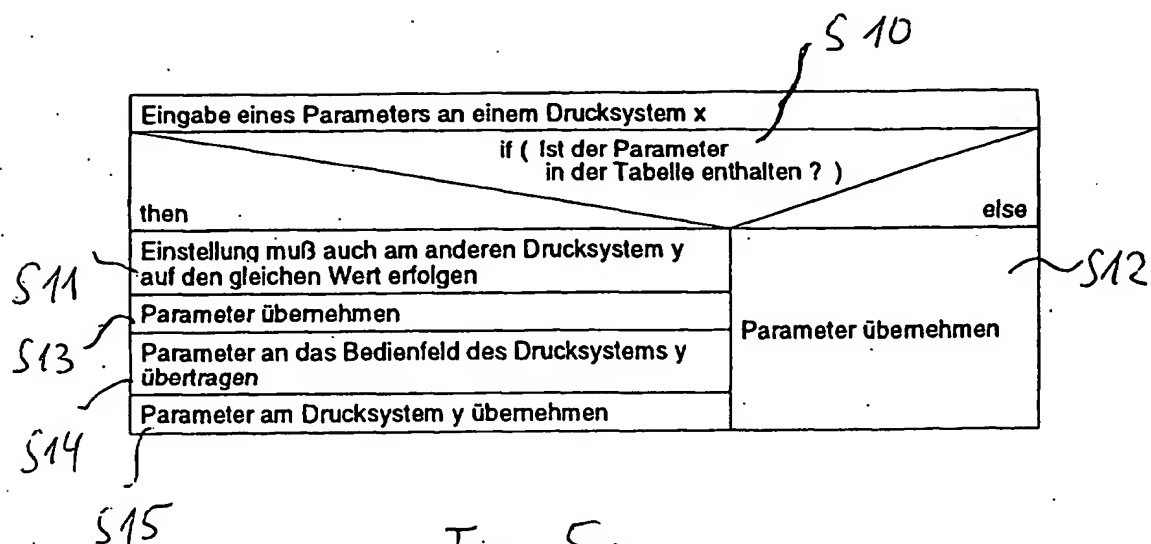 S 10
Eingabe eines Parameters an einem Drucksystem x
if ( Ist der Parameter
in der Tabelle enthalten ? )
then
else
Einstellung muß auch am anderen Drucksystem y
auf den gleichen Wert erfolgen
S11
S12
Parameter übernehmen
S13
Parameter übernehmen
Parameter an das Bedienfeld des Drucksystems y
übertragen
S14
Parameter am Drucksystem y übernehmen
S15